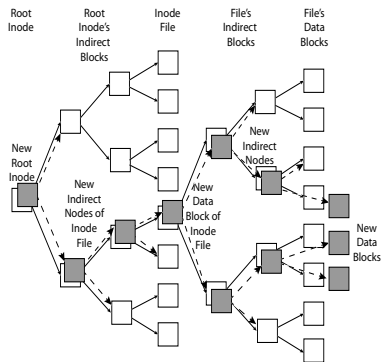 Root
Inode
Root
Inode's
Indirect
Blocks
Inode
File
File's
Indirect
Blocks
File's
Data
Blocks
New
Root
Inode
New
Indirect
Nodes of
Inode
File
New
Data
Block of
Inode
File
New
Indirect
Nodes
New
Data
Blocks